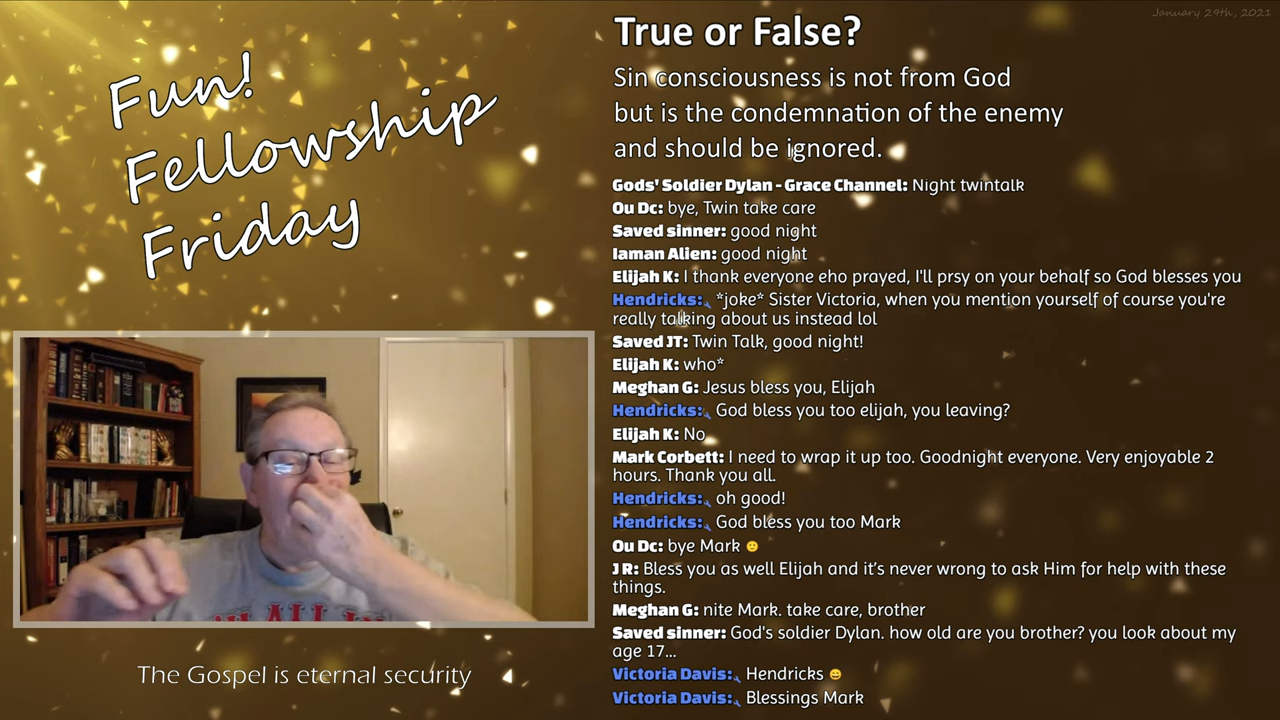 January 29th, 2021
Fun!
Fellowship
Friday
True or False?
Sin consciousness is not from God
but is the condemnation of the enemy
and should be ignored.
Gods' Soldier Dylan - Grace Channel: Night twintalk
Ou Dc: bye, Twin take care
Saved sinner: good night
Iaman Alien: good night
Elijah K: I thank everyone eho prayed, I'll prsy on your behalf so God blesses you
Hendricks: *joke* Sister Victoria, when you mention yourself of course you're
really talking about us instead lol
Saved JT: Twin Talk, good night!
Elijah K: who*
Meghan G: Jesus bless you, Elijah
Hendricks: God bless you too elijah, you leaving?
Elijah K: No
Mark Corbett: I need to wrap it up too. Goodnight everyone. Very enjoyable 2
hours. Thank you all.
Hendricks: oh good!
Hendricks: God bless you too Mark
Ou Dc: bye Mark 🙂
J R: Bless you as well Elijah and it's never wrong to ask Him for help with these
things.
Meghan G: nite Mark. take care, brother
Saved sinner: God's soldier Dylan. how old are you brother? you look about my
age 17...
Victoria Davis: Hendricks 😄
Victoria Davis: Blessings Mark
The Gospel is eternal security